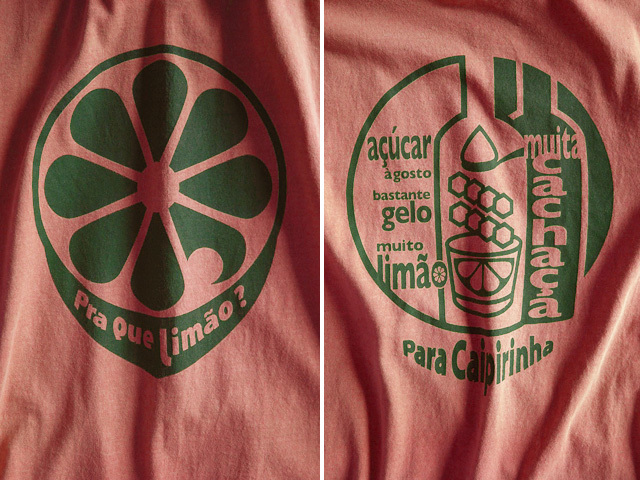 Pra que limão?
açúcar
à gosto
bastante
gelo
muito
limão
muita
cachaça
Para Caipirinha